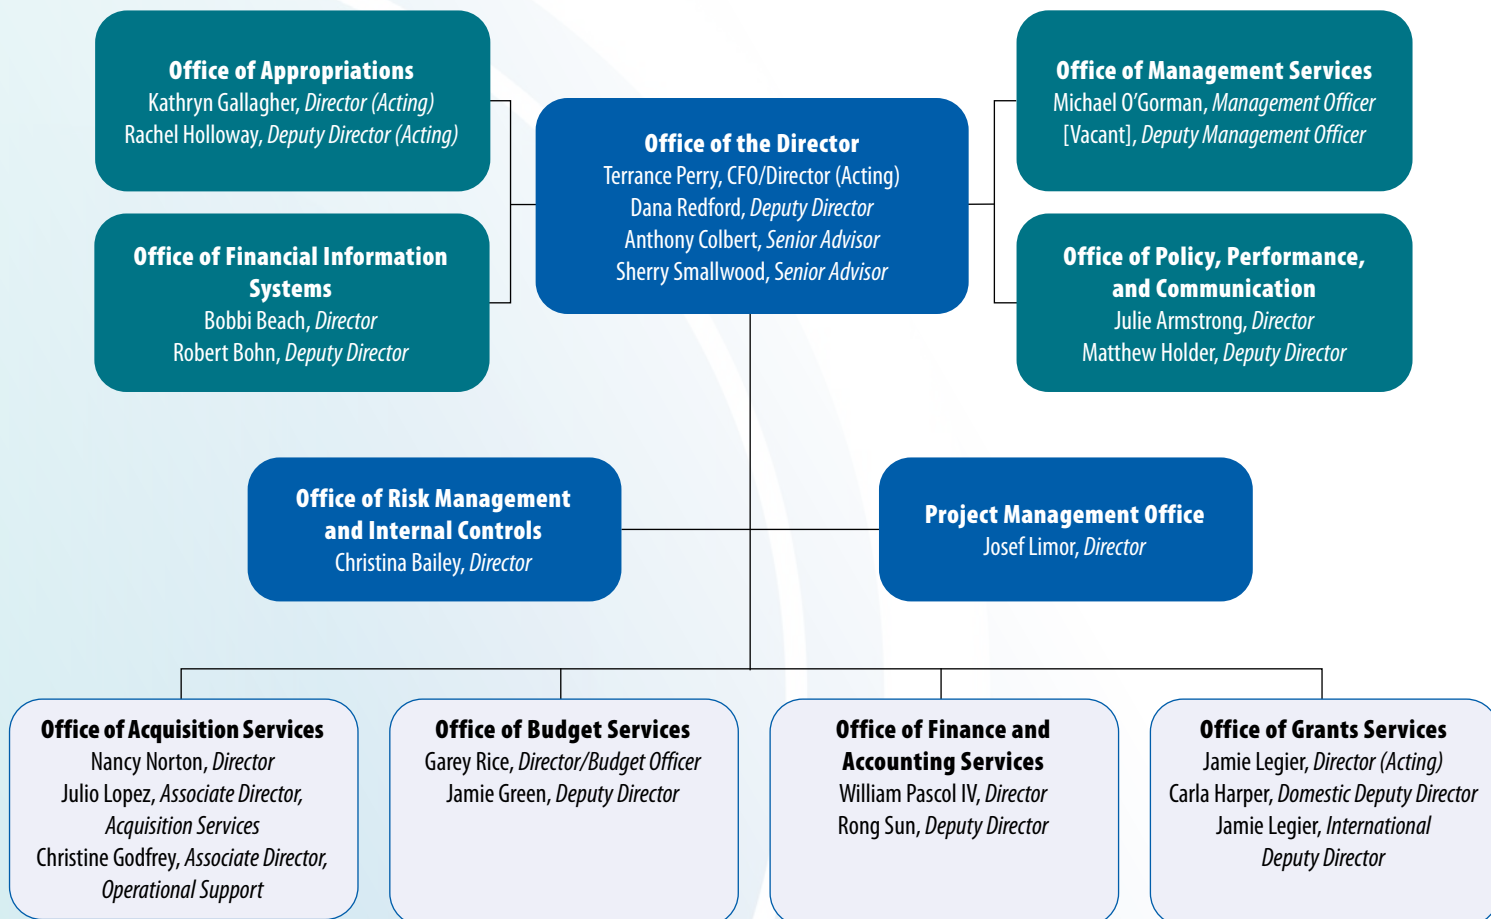 Office of Appropriations
Kathryn Gallagher, Director (Acting)
Rachel Holloway, Deputy Director (Acting)
Office of Financial Information
Systems
Bobbi Beach, Director
Robert Bohn, Deputy Director
Office of the Director
Terrance Perry, CFO/Director (Acting)
Dana Redford, Deputy Director
Anthony Colbert, Senior Advisor
Sherry Smallwood, Senior Advisor
Office of Management Services
Michael O’Gorman, Management Officer
[Vacant], Deputy Management Officer
Office of Policy, Performance,
and Communication
Julie Armstrong, Director
Matthew Holder, Deputy Director
Office of Risk Management
and Internal Controls
Christina Bailey, Director
Project Management Office
Josef Limor, Director
Office of Acquisition Services
Nancy Norton, Director
Julio Lopez, Associate Director,
Acquisition Services
Christine Godfrey, Associate Director,
Operational Support
Office of Budget Services
Garey Rice, Director/Budget Officer
Jamie Green, Deputy Director
Office of Finance and
Accounting Services
William Pascol IV, Director
Rong Sun, Deputy Director
Office of Grants Services
Jamie Legier, Director (Acting)
Carla Harper, Domestic Deputy Director
Jamie Legier, International
Deputy Director